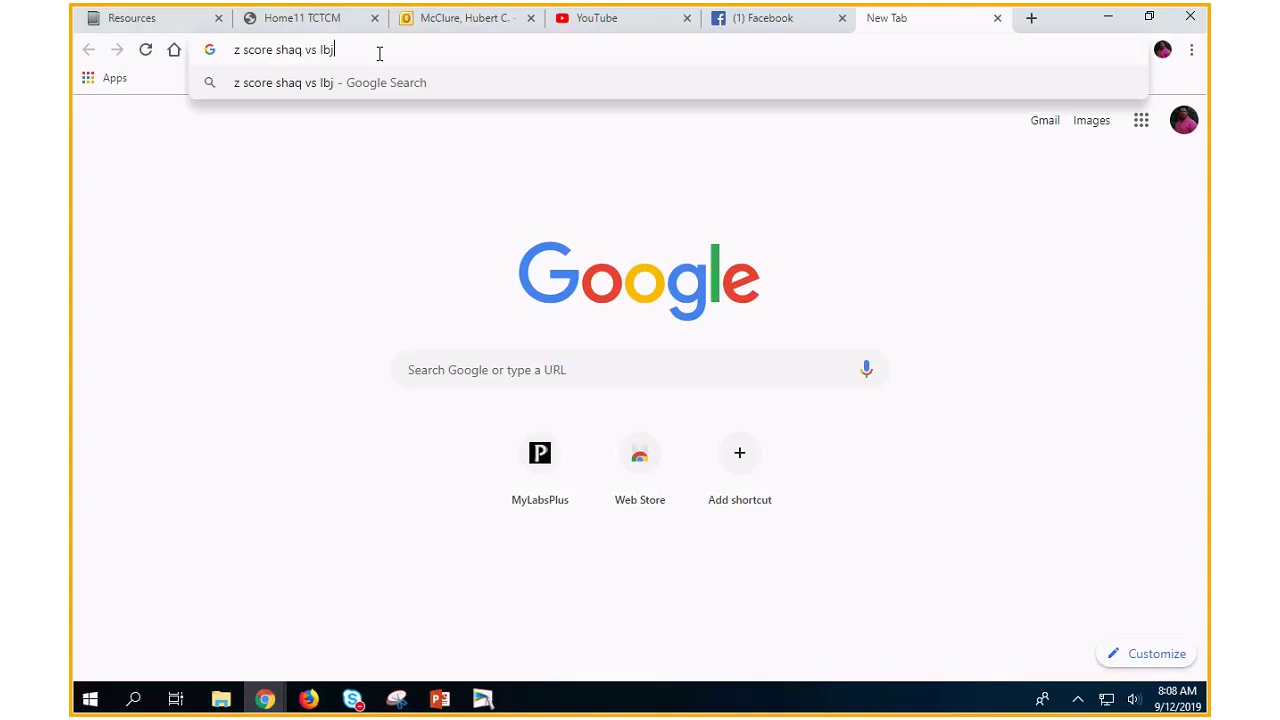 Resources
Home11 TCTCM
McClure, Hubert C. -
YouTube
(1) Facebook
New Tab
z score shaq vs lbj
Apps
z score shaq vs lbj - Google Search
Gmail
Images
Google
Search Google or type a URL
P
MyLabsPlus
Web Store
Add shortcut
Customize
8:08 AM
9/12/2019